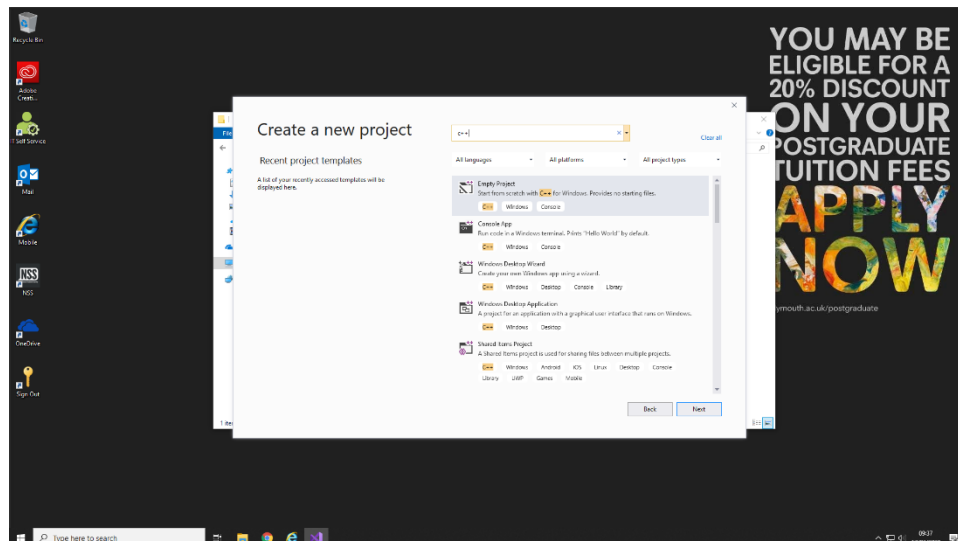 Recycle Bin
Adobe
Creati...
IT Self Service
Mail
Mobile
NSS
NSS
OneDrive
Sign Out
File
1 ite
Create a new project
Recent project templates
A list of your recently accessed templates will be
displayed here.
c++
Clear all
All languages All platforms All project types
Empty Project
Start from scratch with C++ for Windows. Provides no starting files.
C++ Windows Console
Console App
Run code in a Windows terminal. Prints "Hello World" by default.
C++ Windows Console
Windows Desktop Wizard
Create your own Windows app using a wizard.
C++ Windows Desktop Console Library
Windows Desktop Application
A project for an application with a graphical user interface that runs on Windows.
C++ Windows Desktop
Shared Items Project
A Shared Items project is used for sharing files between multiple projects.
C++ Windows Android iOS Linux Desktop Console
Library UWP Games Mobile
Back Next
YOU MAY BE
ELIGIBLE FOR A
20% DISCOUNT
ON YOUR
POSTGRADUATE
TUITION FEES
APPLY
NOW
ymouth.ac.uk/postgraduate
Type here to search
09:37